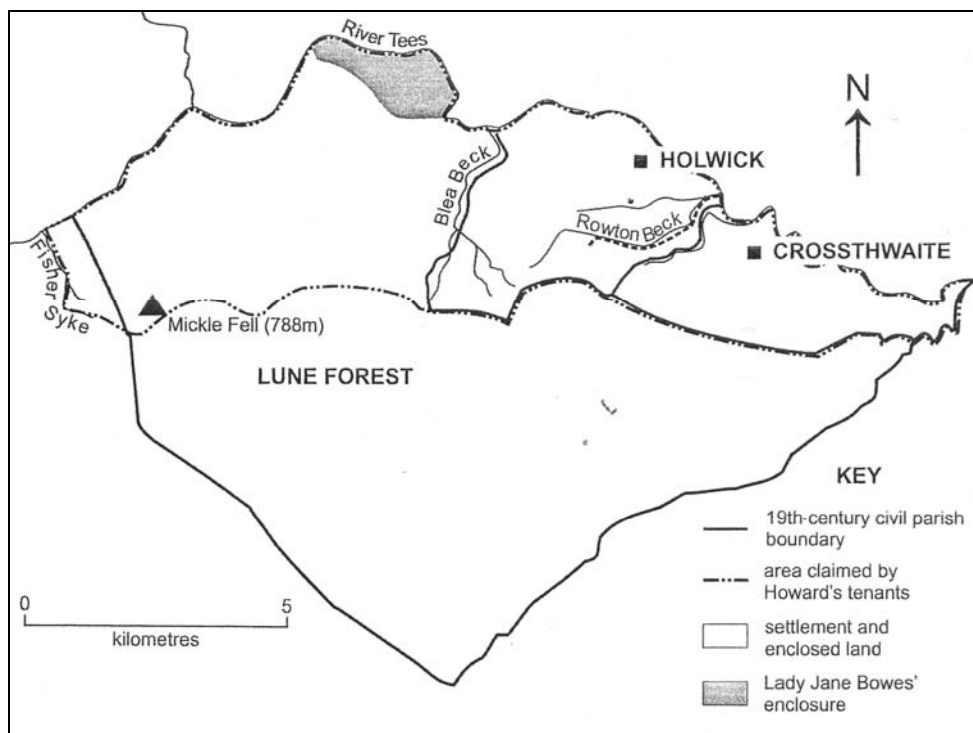 River Tees
N
HOLWICK
Blea Beck
Rowton Beck
CROSSTHWAITE
Fisher
Syke
Mickle Fell (788m)
LUNE FOREST
KEY
19th-century civil parish
boundary
area claimed by
Howard's tenants
settlement and
enclosed land
Lady Jane Bowes'
enclosure
0 5
kilometres